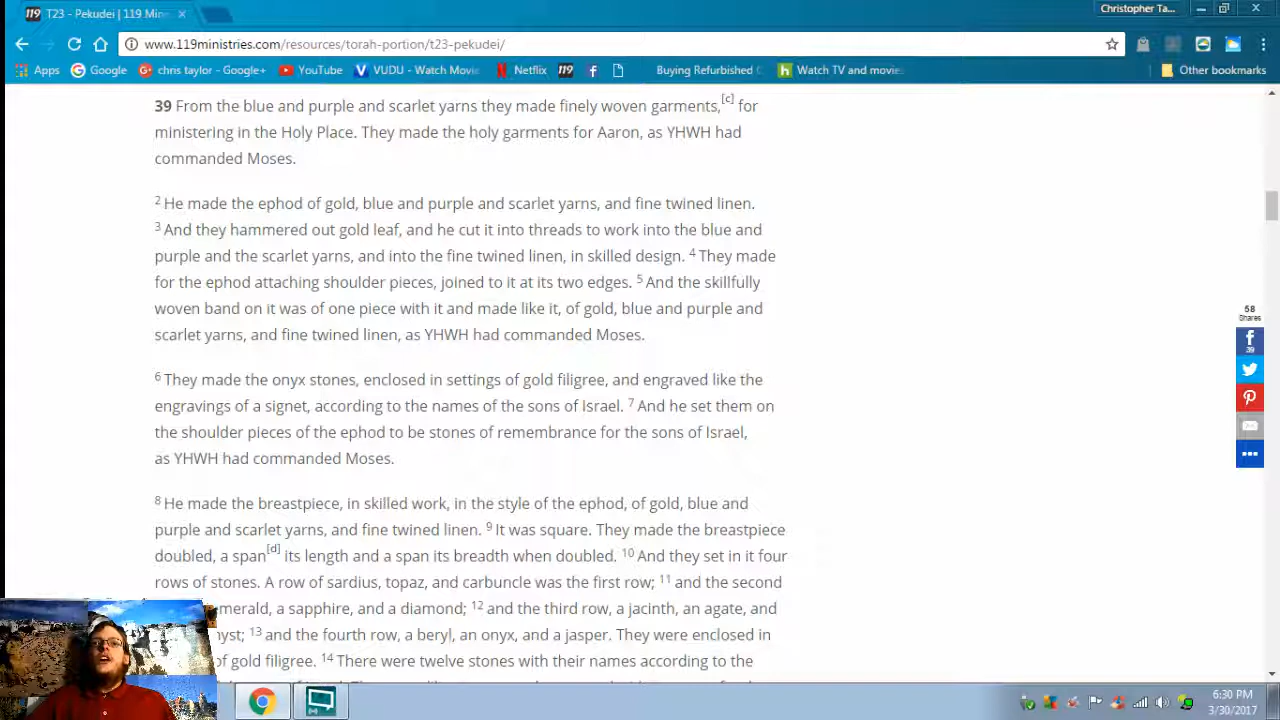 119 T23 - Pekudei | 119 Min
Christopher Ta...
www.119ministries.com/resources/torah-portion/t23-pekudei/
Apps Google chris taylor - Google+ YouTube VUDU - Watch Movie Netflix 119 Buying Refurbished Watch TV and movies Other bookmarks
39 From the blue and purple and scarlet yarns they made finely woven garments,[c] for
ministering in the Holy Place. They made the holy garments for Aaron, as YHWH had
commanded Moses.
2 He made the ephod of gold, blue and purple and scarlet yarns, and fine twined linen.
3 And they hammered out gold leaf, and he cut it into threads to work into the blue and
purple and the scarlet yarns, and into the fine twined linen, in skilled design. 4 They made
for the ephod attaching shoulder pieces, joined to it at its two edges. 5 And the skillfully
woven band on it was of one piece with it and made like it, of gold, blue and purple and
scarlet yarns, and fine twined linen, as YHWH had commanded Moses.
6 They made the onyx stones, enclosed in settings of gold filigree, and engraved like the
engravings of a signet, according to the names of the sons of Israel. 7 And he set them on
the shoulder pieces of the ephod to be stones of remembrance for the sons of Israel,
as YHWH had commanded Moses.
8 He made the breastpiece, in skilled work, in the style of the ephod, of gold, blue and
purple and scarlet yarns, and fine twined linen. 9 It was square. They made the breastpiece
doubled, a span[d] its length and a span its breadth when doubled. 10 And they set in it four
rows of stones. A row of sardius, topaz, and carbuncle was the first row; 11 and the second
merald, a sapphire, and a diamond; 12 and the third row, a jacinth, an agate, and
yst; 13 and the fourth row, a beryl, an onyx, and a jasper. They were enclosed in
of gold filigree. 14 There were twelve stones with their names according to the
58
Shares
39
6:30 PM
3/30/2017